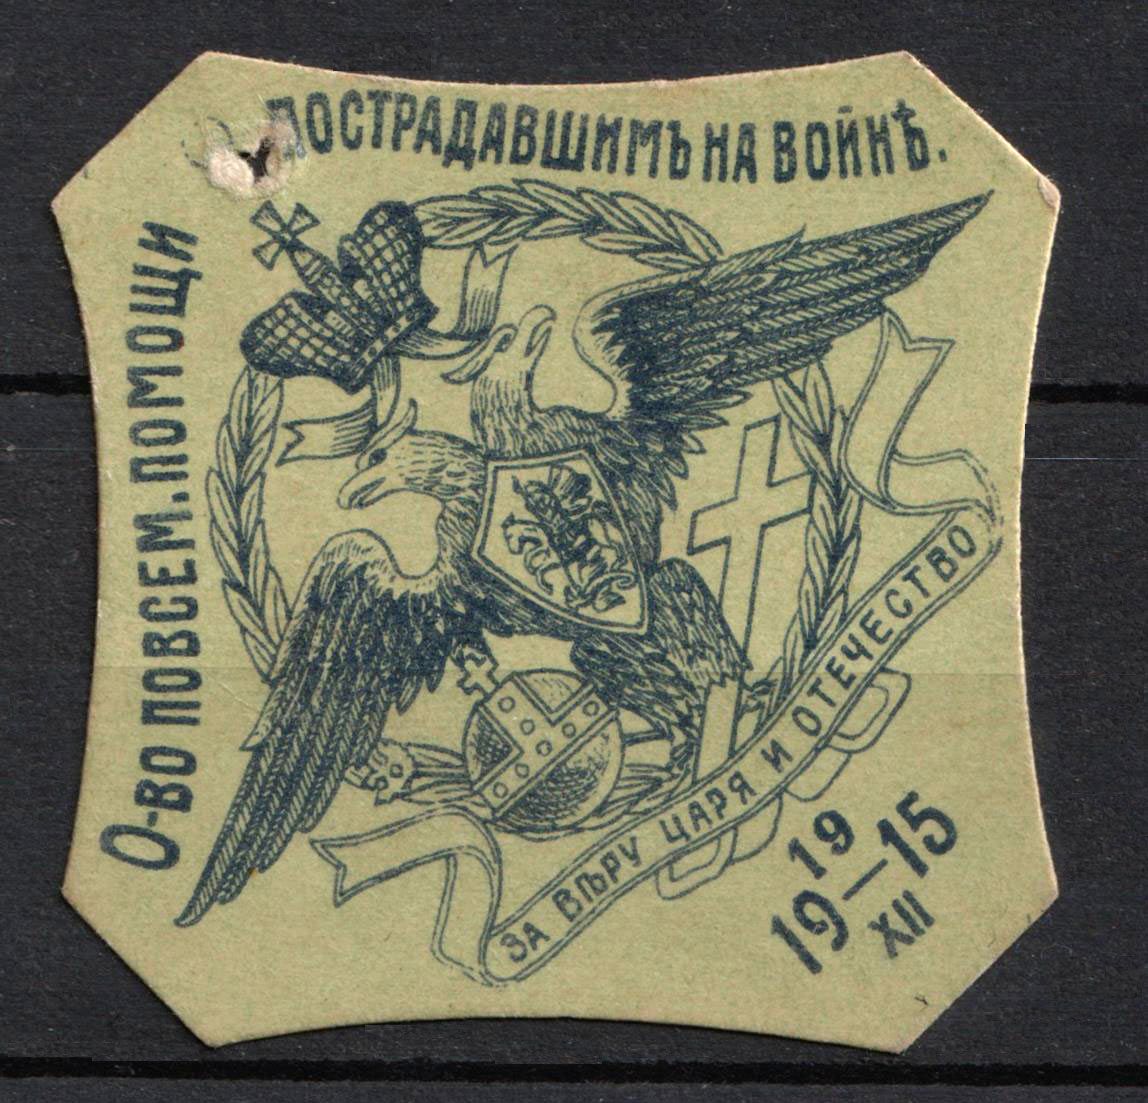 О-ВО ПОВСЕМ. ПОМОЩИ
ПОСТРАДАВШИМЪ НА ВОЙНѢ.
ЗА ВѢРУ ЦАРЯ И ОТЕЧЕСТВО
19
19—15
XII